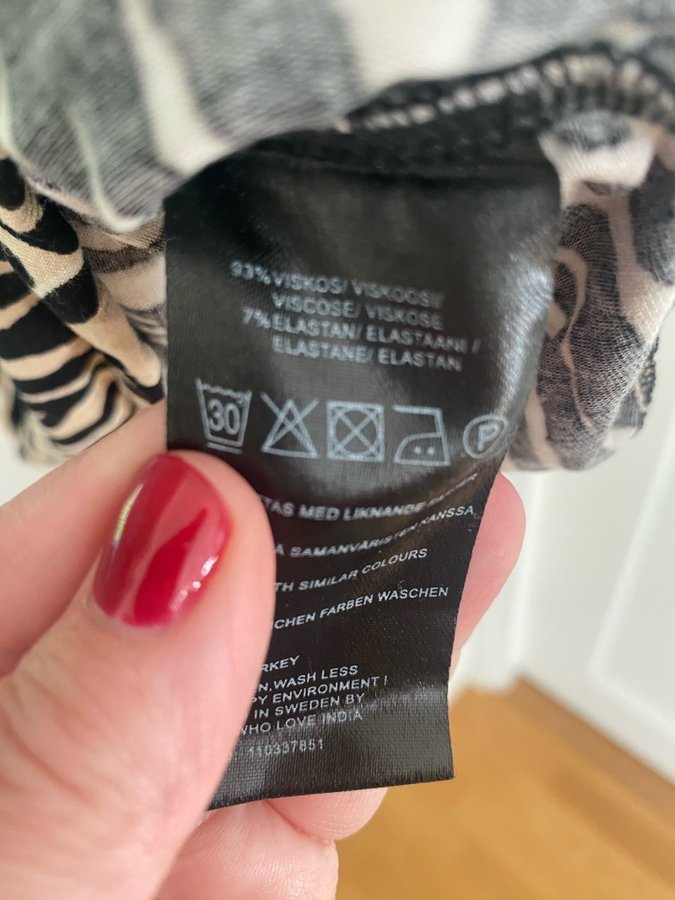 93% VISKOS/ VISKOOSI/
VISCOSE/ VISKOSE
7% ELASTAN/ ELASTAANI/
ELASTANE/ ELASTAN
30
P
TAS MED LIKNANDE
SAMANVÄRISTEN KANSSA
TH SIMILAR COLOURS
CHEN FARBEN WASCHEN
RKEY
N.WASH LESS
PY ENVIRONMENT !
IN SWEDEN BY
WHO LOVE INDIA
110337851